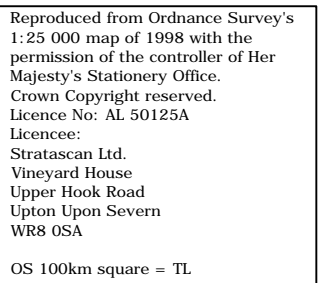 Reproduced from Ordnance Survey's
1:25 000 map of 1998 with the
permission of the controller of Her
Majesty's Stationery Office.
Crown Copyright reserved.
Licence No: AL 50125A
Licencee:
Stratascan Ltd.
Vineyard House
Upper Hook Road
Upton Upon Severn
WR8 0SA

OS 100km square = TL